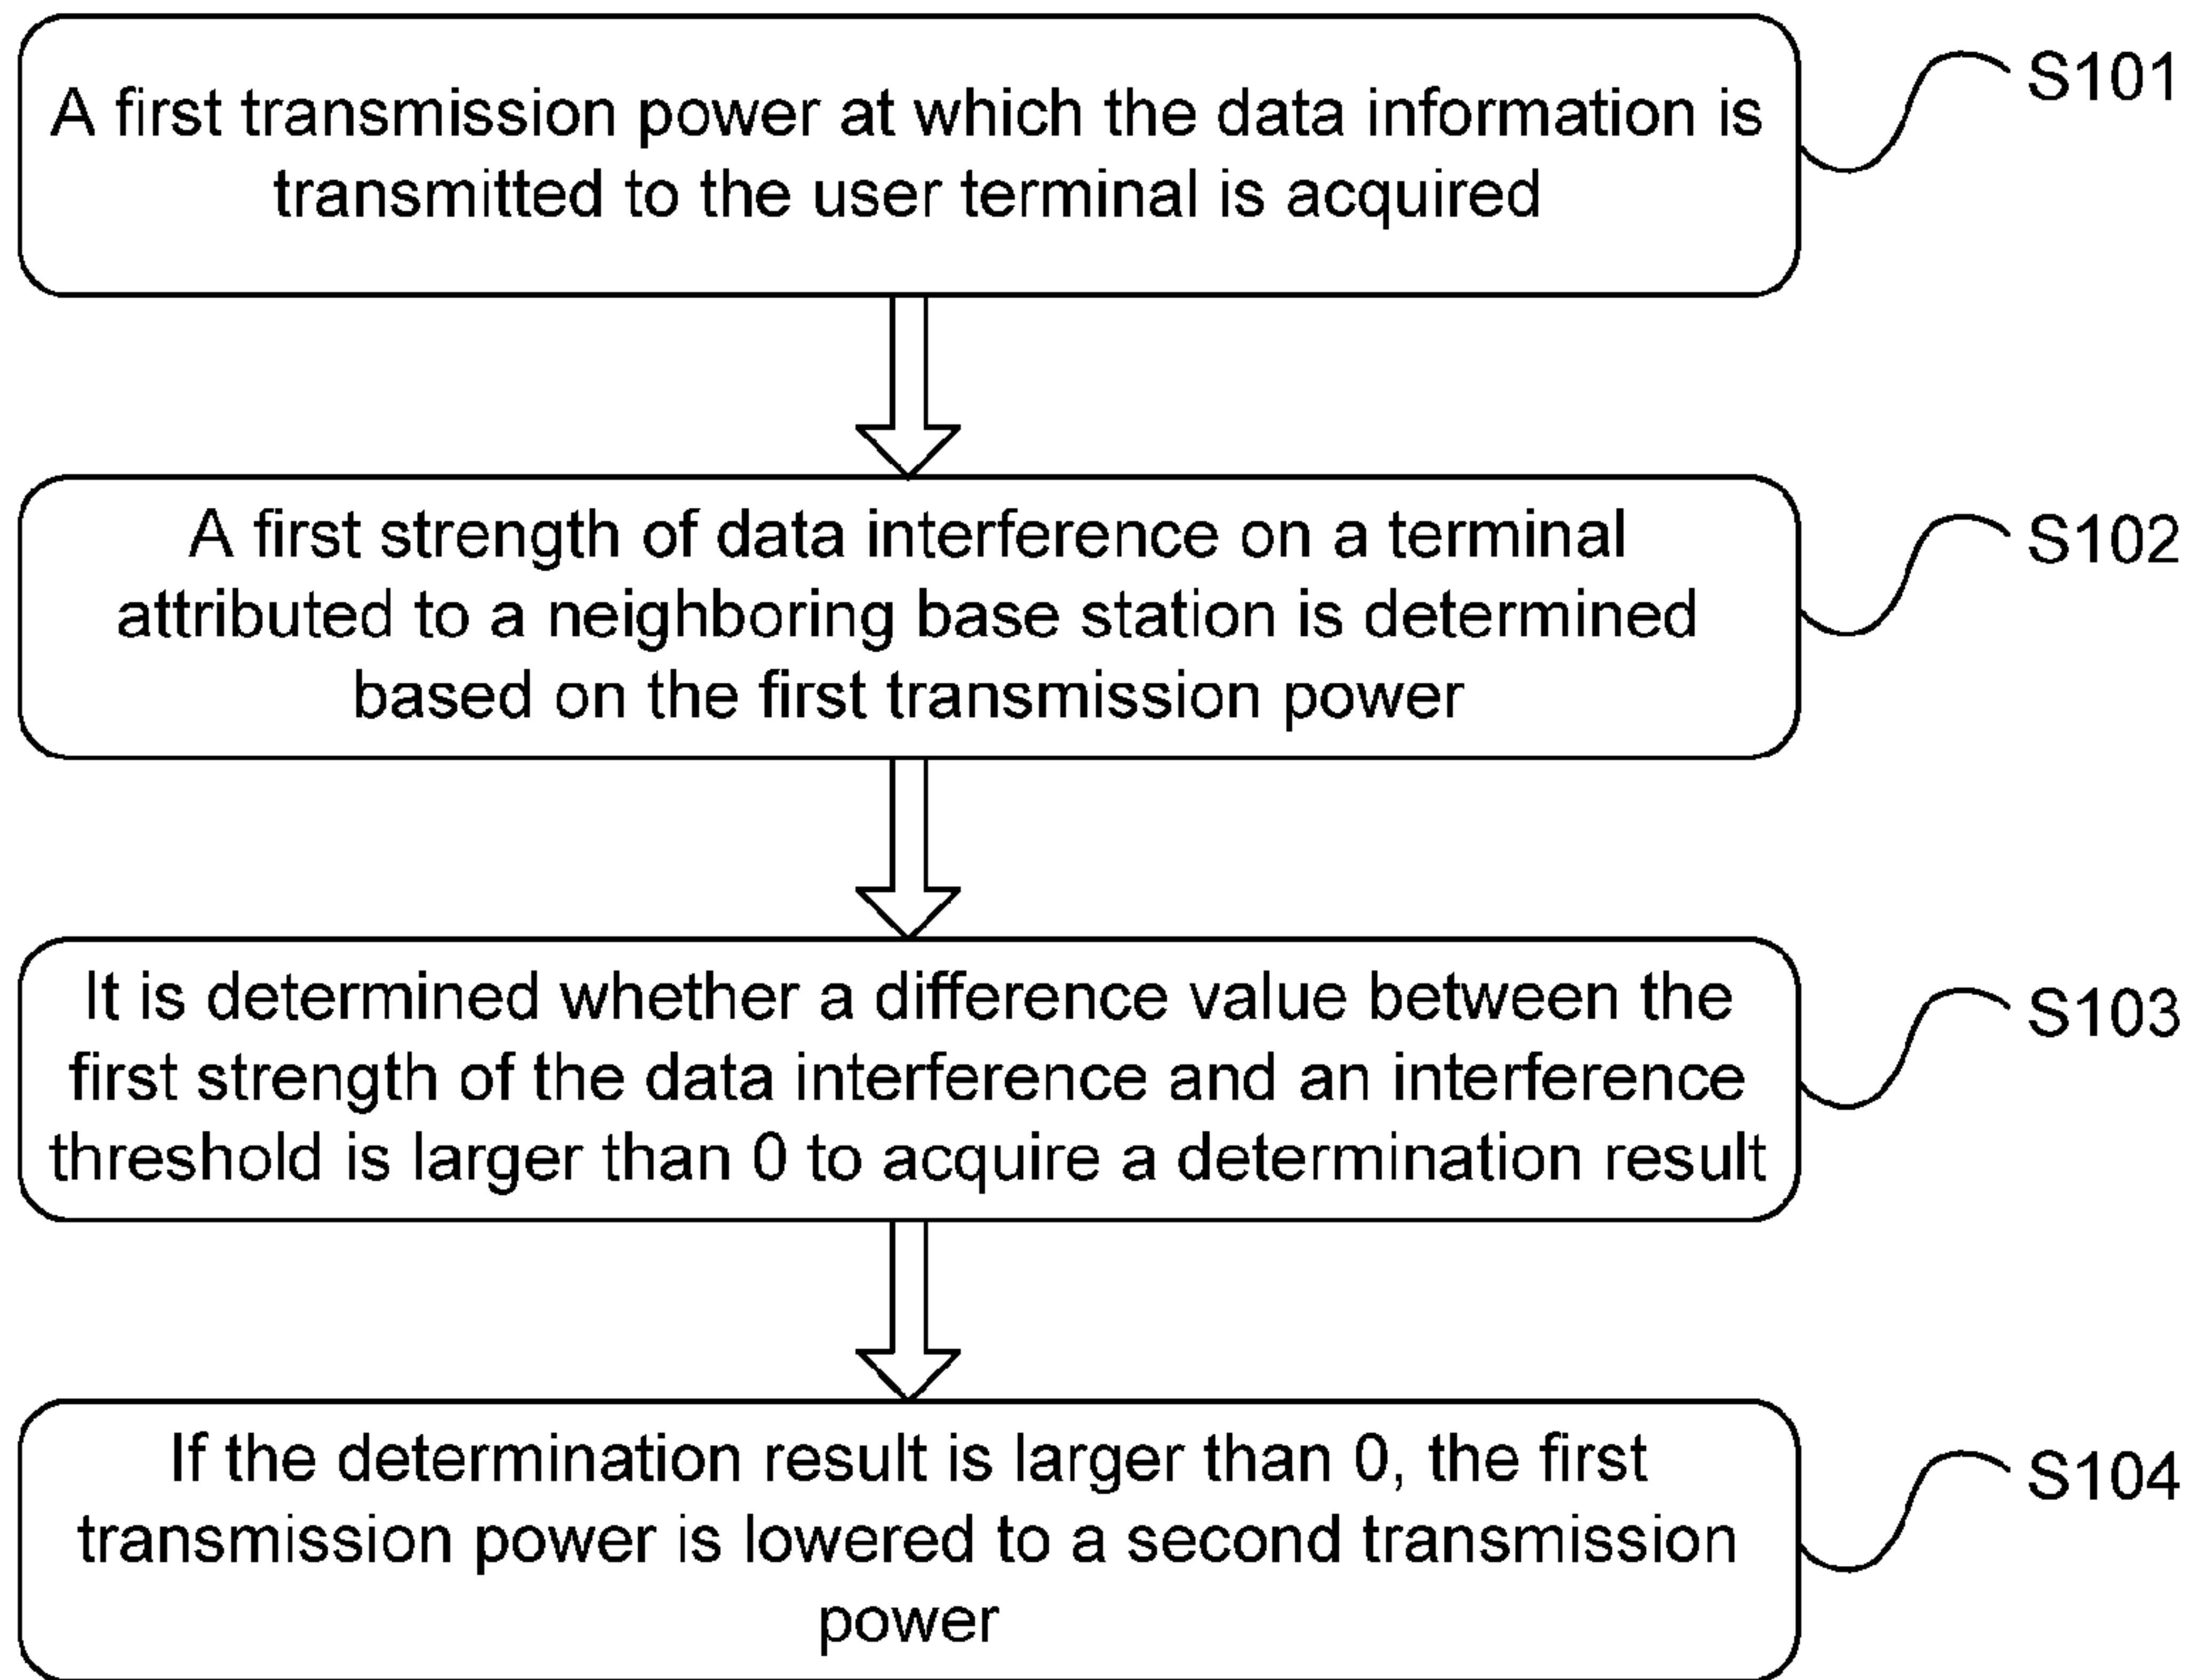 A first transmission power at which the data information is
transmitted to the user terminal is acquired
S101
A first strength of data interference on a terminal
attributed to a neighboring base station is determined
based on the first transmission power
S102
It is determined whether a difference value between the
first strength of the data interference and an interference
threshold is larger than 0 to acquire a determination result
S103
If the determination result is larger than 0, the first
transmission power is lowered to a second transmission
power
S104